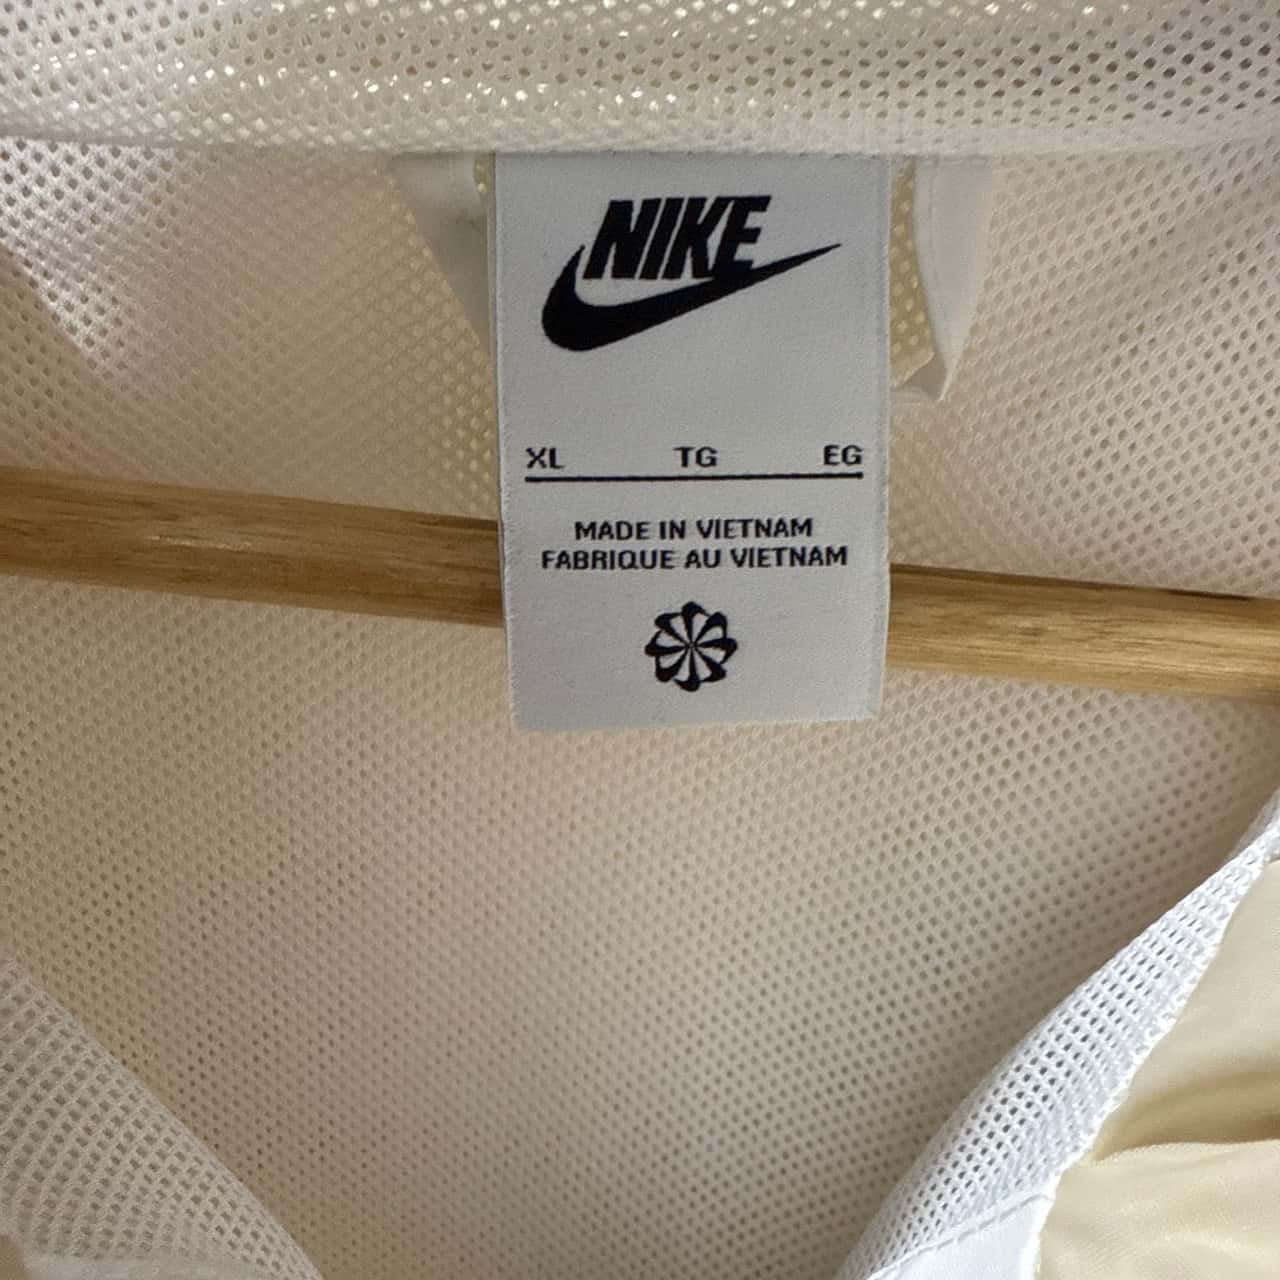 NIKE
XL TG EG
MADE IN VIETNAM
FABRIQUE AU VIETNAM